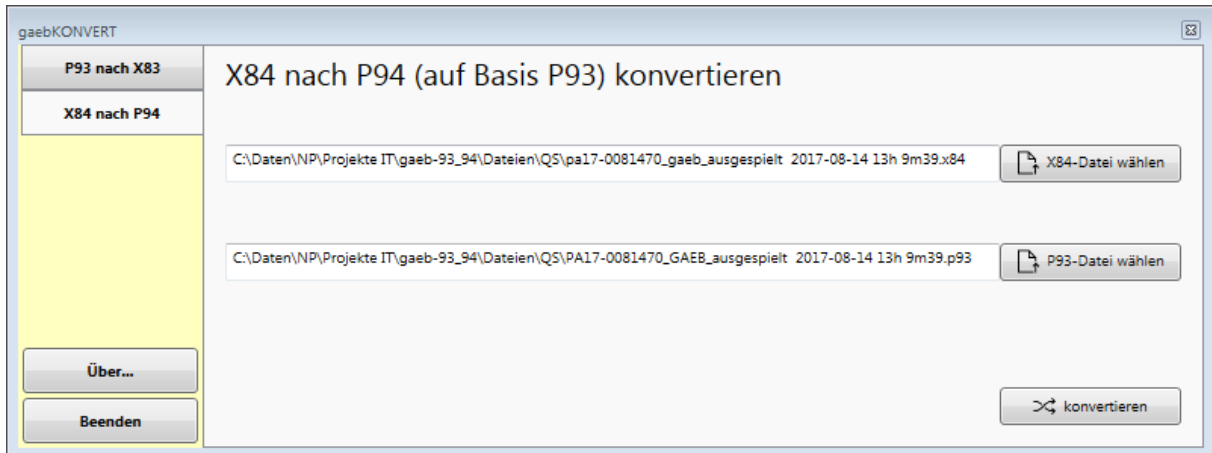 gaebKONVERT
P93 nach X83
X84 nach P94
X84 nach P94 (auf Basis P93) konvertieren
C:\Daten\NP\Projekte IT\gaeb-93_94\Dateien\QS\pa17-0081470_gaeb_ausgespielt 2017-08-14 13h 9m39.x84
X84-Datei wählen
C:\Daten\NP\Projekte IT\gaeb-93_94\Dateien\QS\PA17-0081470_GAEB_ausgespielt 2017-08-14 13h 9m39.p93
P93-Datei wählen
Über...
Beenden
konvertieren